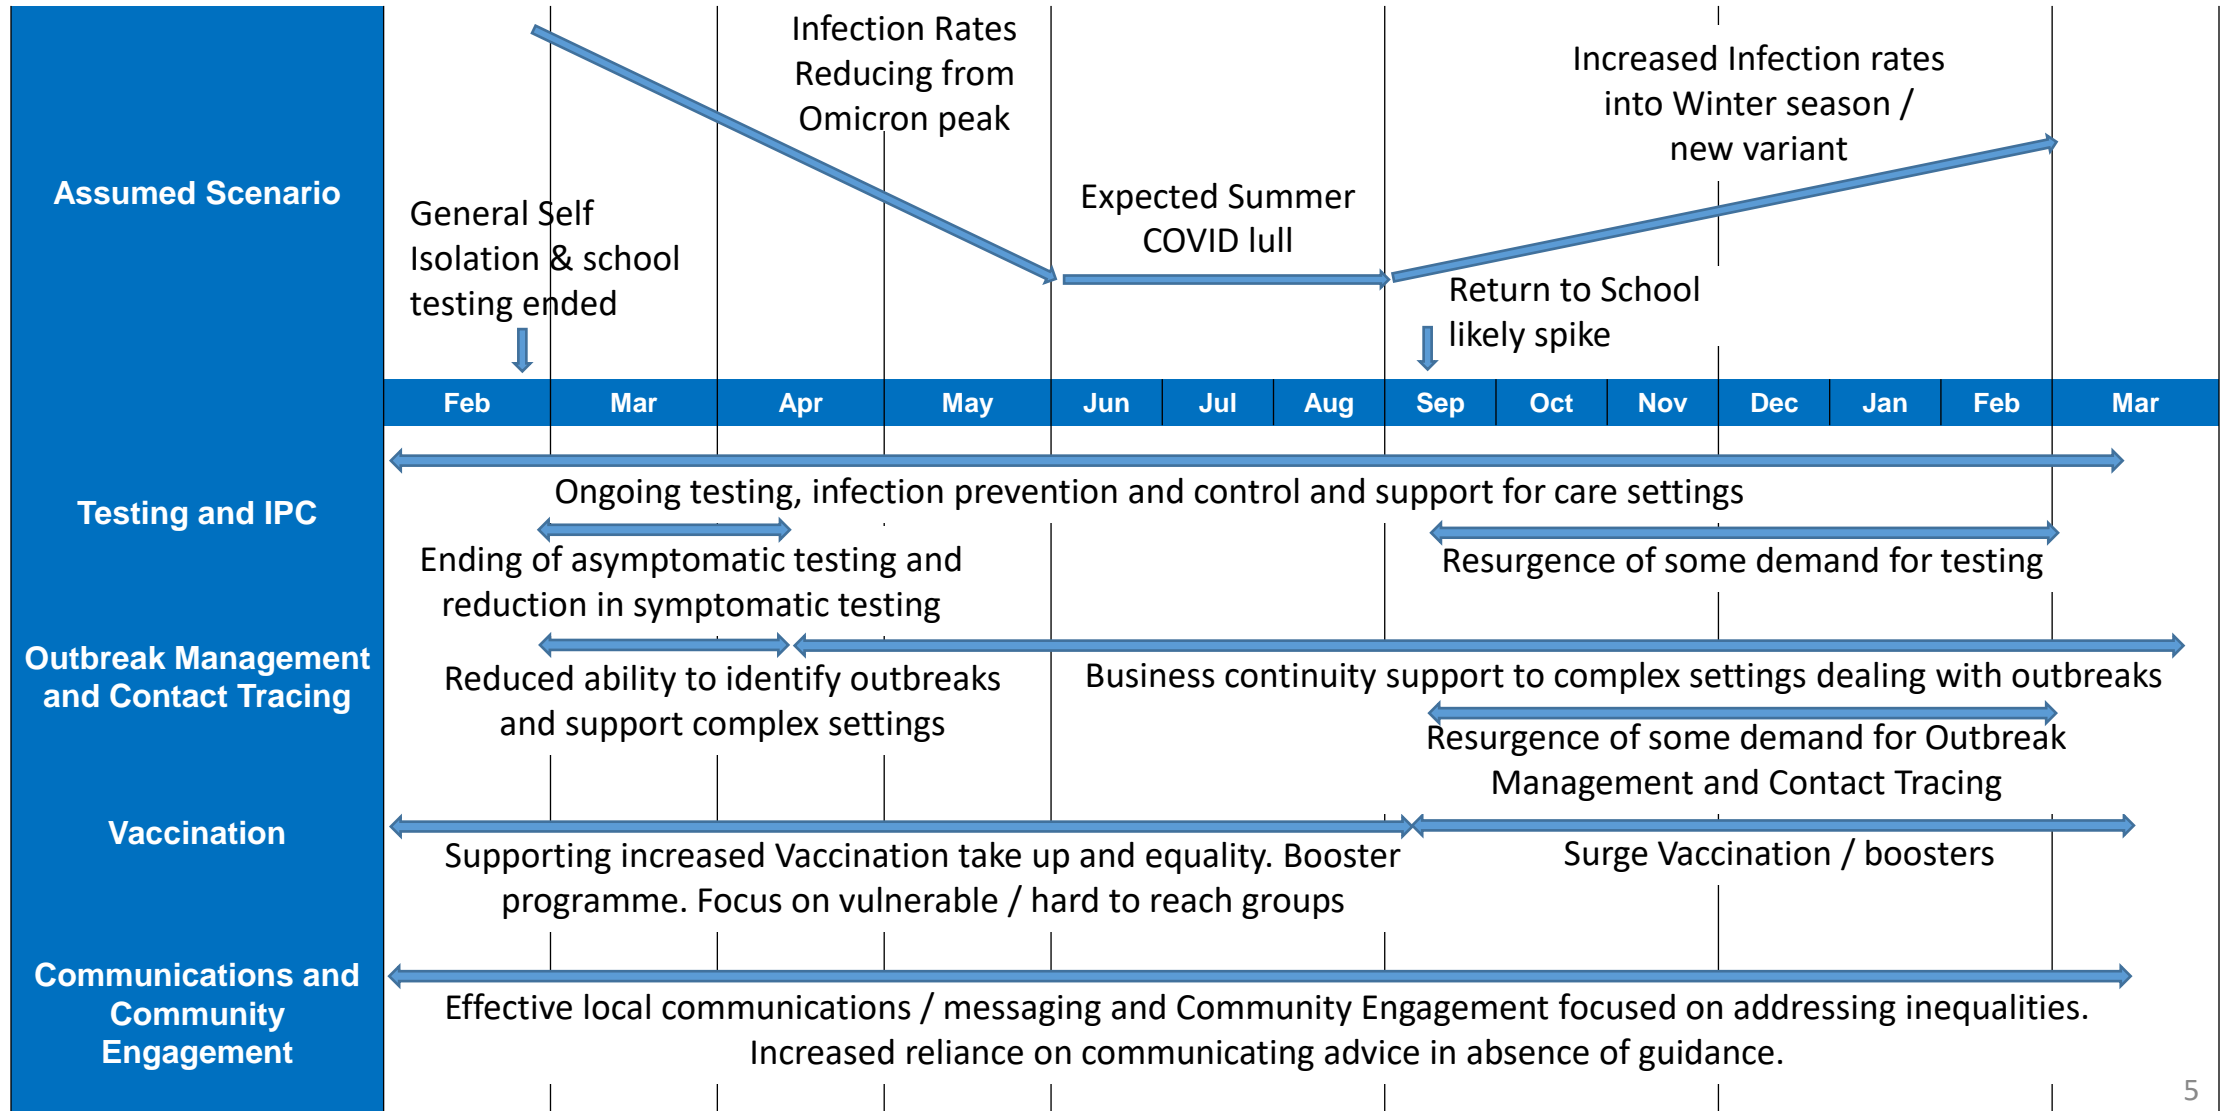 Assumed Scenario
Infection Rates
Reducing from
Omicron peak
Increased Infection rates
into Winter season /
new variant
General Self
Isolation & school
testing ended
Expected Summer
COVID lull
Return to School
likely spike
Feb Mar Apr May Jun Jul Aug Sep Oct Nov Dec Jan Feb Mar
Testing and IPC
Ongoing testing, infection prevention and control and support for care settings
Ending of asymptomatic testing and
reduction in symptomatic testing
Resurgence of some demand for testing
Outbreak Management
and Contact Tracing
Reduced ability to identify outbreaks
and support complex settings
Business continuity support to complex settings dealing with outbreaks
Resurgence of some demand for Outbreak
Management and Contact Tracing
Vaccination
Supporting increased Vaccination take up and equality. Booster
programme. Focus on vulnerable / hard to reach groups
Surge Vaccination / boosters
Communications and
Community
Engagement
Effective local communications / messaging and Community Engagement focused on addressing inequalities.
Increased reliance on communicating advice in absence of guidance.
5